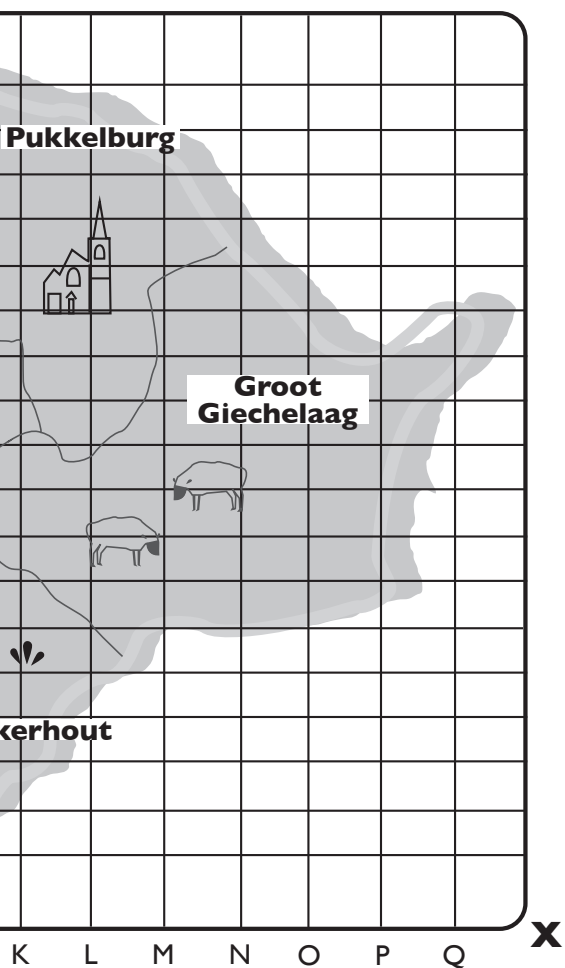 Pukkelburg
Groot
Giechelaag
kerhout
K L M N O P Q
X